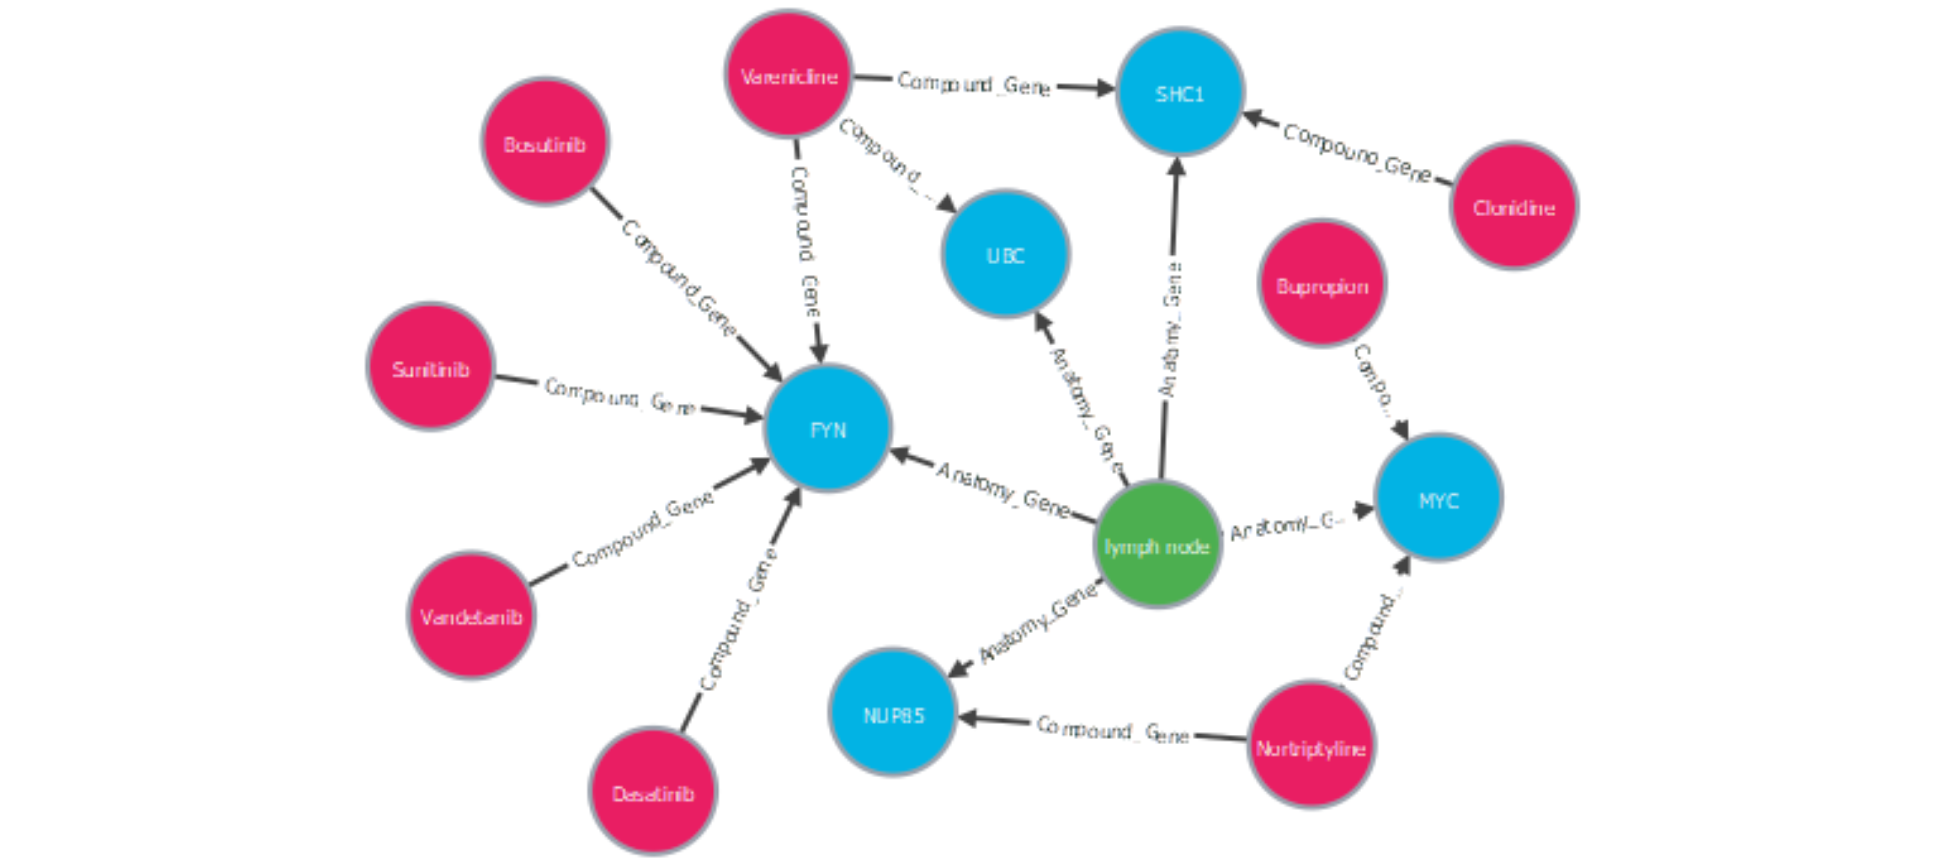 Varenicline
Compound_Gene
SHC1
Bosutinib
Compound_...
Compound_Gene
Compound_Gene
Clonidine
Compound_Gene
UBC
Anatomy_Gene
Bupropion
Sunitinib
Compound_Gene
FYN
Anatomy_Gene
Compo...
Anatomy_Gene
MYC
Anatomy_G...
lymph node
Compound_Gene
Vandetanib
Compound_Gene
Anatomy_Gene
Compound...
NUP85
Compound_Gene
Nortriptyline
Dasatinib